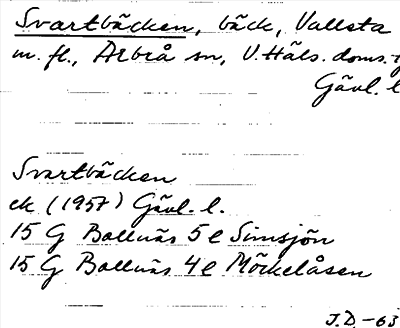 Svartbäcken, bäck, Vallsta
m. fl., Arbrå sn, V. Häls. doms.
Gävl. l
Svartbäcken
ek (1957) Gävl. l.
15 G Bollnäs 5 e Simsjön
15 G Bollnäs 4 e Möckelåsen
J.D. -63